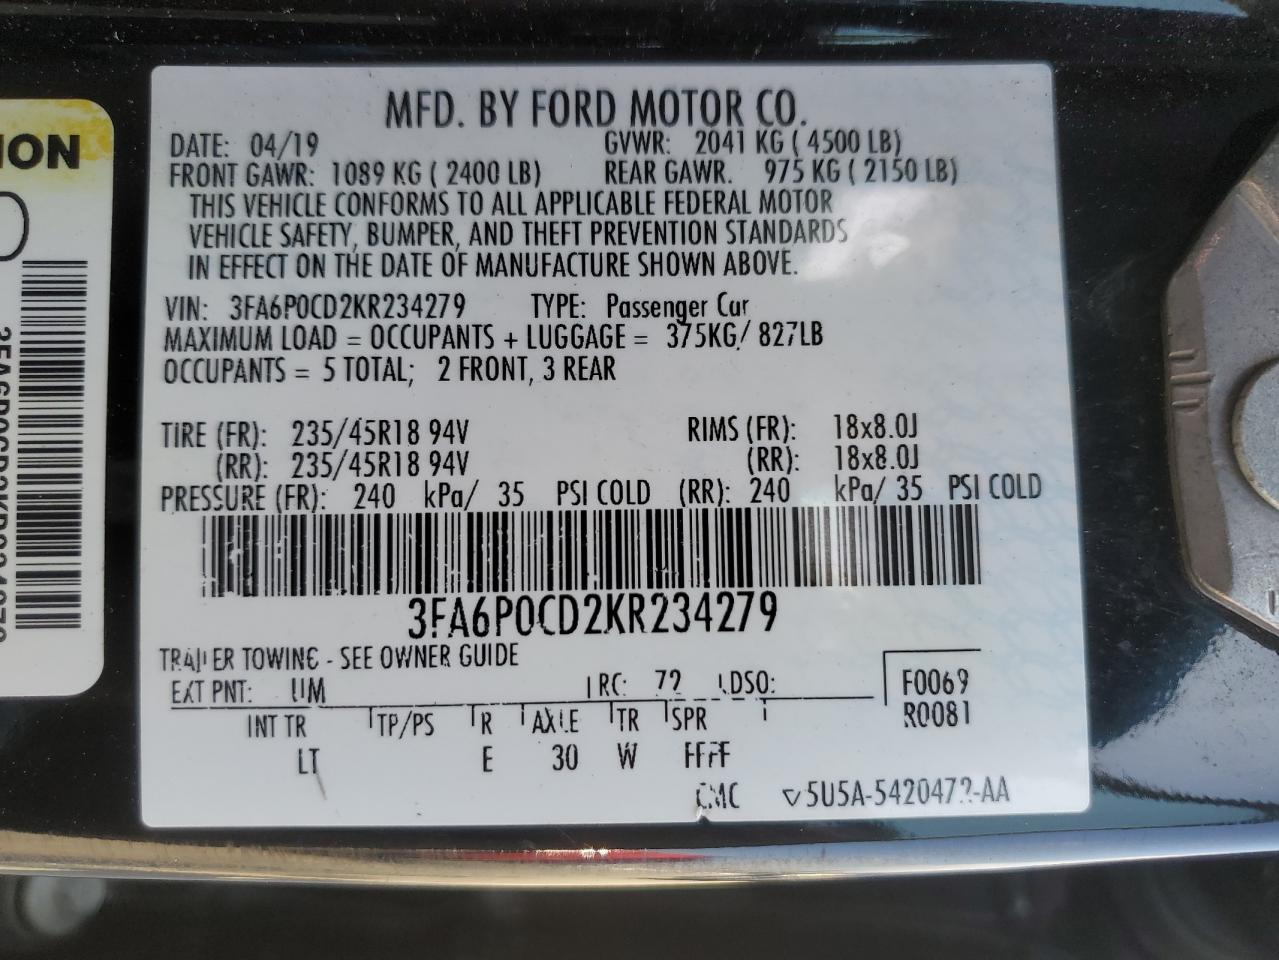 ION
MFD. BY FORD MOTOR CO.
DATE: 04/19 GVWR: 2041 KG ( 4500 LB)
FRONT GAWR: 1089 KG ( 2400 LB) REAR GAWR. 975 KG ( 2150 LB)
THIS VEHICLE CONFORMS TO ALL APPLICABLE FEDERAL MOTOR
VEHICLE SAFETY, BUMPER, AND THEFT PREVENTION STANDARDS
IN EFFECT ON THE DATE OF MANUFACTURE SHOWN ABOVE.
VIN: 3FA6P0CD2KR234279 TYPE: Passenger Car
MAXIMUM LOAD = OCCUPANTS + LUGGAGE = 375KG/ 827LB
OCCUPANTS = 5 TOTAL; 2 FRONT, 3 REAR
TIRE (FR): 235/45R18 94V RIMS (FR): 18x8.0J
(RR): 235/45R18 94V (RR): 18x8.0J
PRESSURE (FR): 240 kPa/ 35 PSI COLD (RR): 240 kPa/ 35 PSI COLD
3FA6P0CD2KR234279
TRAILER TOWING - SEE OWNER GUIDE
EXT PNT: UM RC: 72 DSO: F0069
INT TR TP/PS R AXLE TR SPR R0081
LT E 30 W FFFF
CMC ▽5U5A-5420472-AA